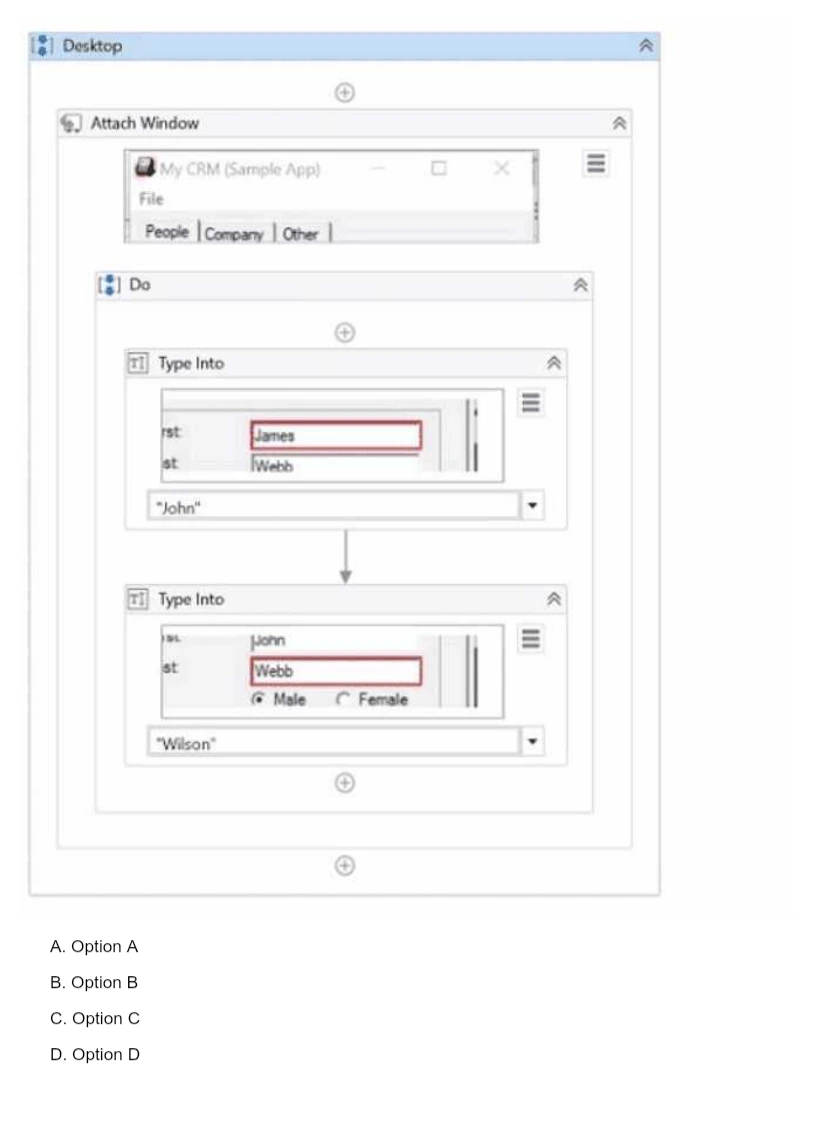 Desktop
Attach Window
My CRM (Sample App)
File
People Company Other
Do
Type Into
rst:
James
st
Webb
"John"
Type Into
John
st
Webb
Male Female
"Wilson"
A. Option A
B. Option B
C. Option C
D. Option D